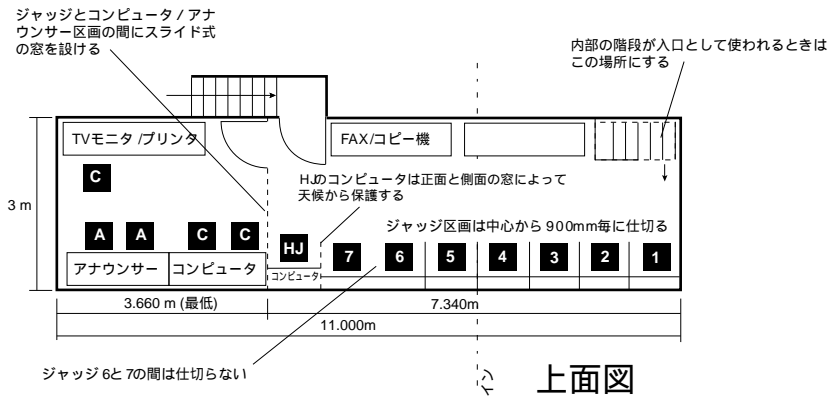 ジャッジとコンピュータ / アナ
ウンサー区画の間にスライド式
の窓を設ける
内部の階段が入口として使われるときは
この場所にする
TVモニタ /プリンタ
FAX/コピー機
C
HJのコンピュータは正面と側面の窓によって
天候から保護する
3 m
ジャッジ区画は中心から 900mm毎に仕切る
A A C C HJ 7 6 5 4 3 2 1
アナウンサー コンピュータ コンピュータ
3.660 m (最低) 7.340m
11.000m
ジャッジ 6と 7の間は仕切らない
上面図